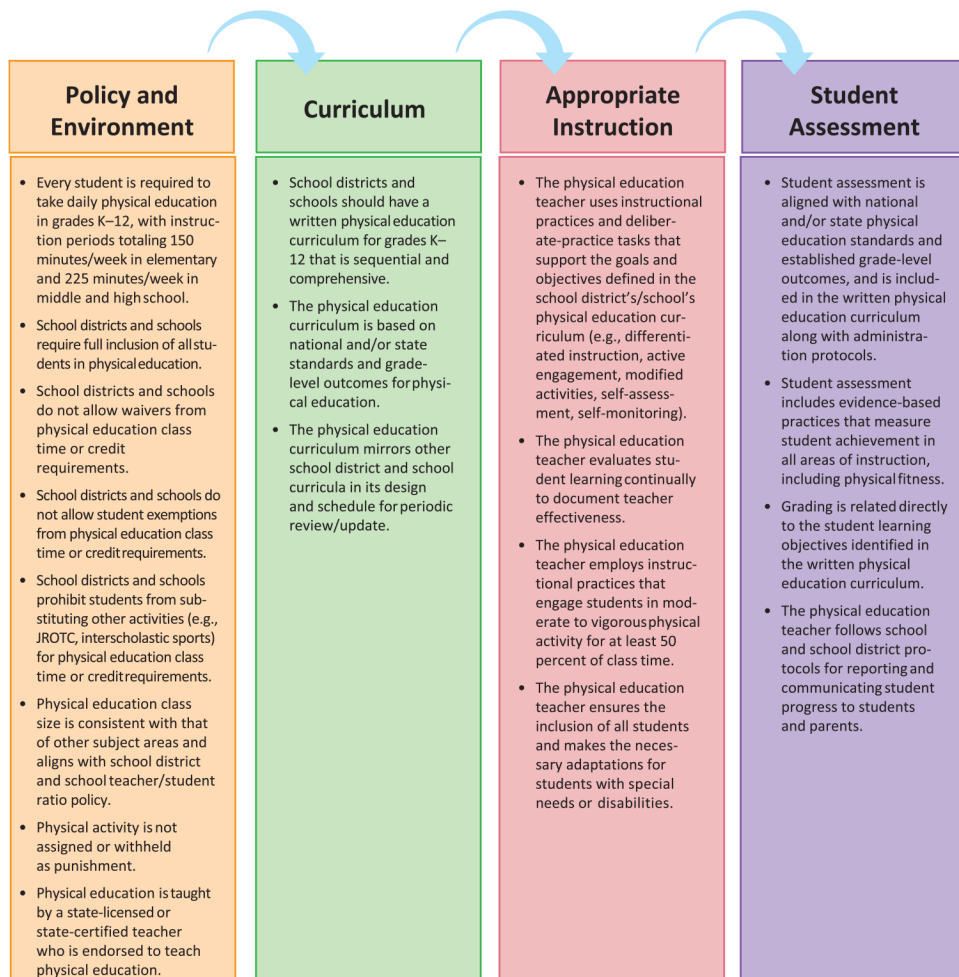 Policy and
Environment
• Every student is required to
take daily physical education
in grades K–12, with instruc-
tion periods totaling 150
minutes/week in elementary
and 225 minutes/week in
middle and high school.
• School districts and schools
require full inclusion of all stu-
dents in physical education.
• School districts and schools
do not allow waivers from
physical education class
time or credit
requirements.
• School districts and schools do
not allow student exemptions
from physical education class
time or credit requirements.
• School districts and schools
prohibit students from sub-
stituting other activities (e.g.,
JROTC, interscholastic sports)
for physical education class
time or credit requirements.
• Physical education class
size is consistent with that
of other subject areas and
aligns with school district
and school teacher/student
ratio policy.
• Physical activity is not
assigned or withheld
as punishment.
• Physical education is taught
by a state-licensed or
state-certified teacher
who is endorsed to teach
physical education.
Curriculum
• School districts and
schools should have a
written physical education
curriculum for grades K–
12 that is sequential and
comprehensive.
• The physical education
curriculum is based on
national and/or state
standards and grade-
level outcomes for physi-
cal education.
• The physical education
curriculum mirrors other
school district and school
curricula in its design
and schedule for periodic
review/update.
Appropriate
Instruction
• The physical education
teacher uses instructional
practices and deliber-
ate-practice tasks that
support the goals and
objectives defined in the
school district's/school's
physical education cur-
riculum (e.g., differenti-
ated instruction, active
engagement, modified
activities, self-assess-
ment, self-monitoring).
• The physical education
teacher evaluates stu-
dent learning continually
to document teacher
effectiveness.
• The physical education
teacher employs instruc-
tional practices that
engage students in mod-
erate to vigorous physical
activity for at least 50
percent of class time.
• The physical education
teacher ensures the
inclusion of all students
and makes the neces-
sary adaptations for
students with special
needs or disabilities.
Student
Assessment
• Student assessment is
aligned with national
and/or state physical
education standards and
established grade-level
outcomes, and is includ-
ed in the written physical
education curriculum
along with administra-
tion protocols.
• Student assessment
includes evidence-based
practices that measure
student achievement in
all areas of instruction,
including physical fitness.
• Grading is related directly
to the student learning
objectives identified in
the written physical
education curriculum.
• The physical education
teacher follows school
and school district pro-
tocols for reporting and
communicating student
progress to students
and parents.